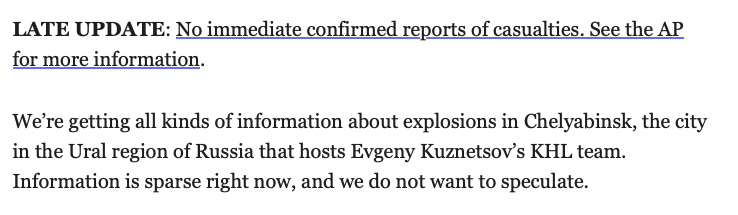 LATE UPDATE: No immediate confirmed reports of casualties. See the AP
for more information.
We’re getting all kinds of information about explosions in Chelyabinsk, the city
in the Ural region of Russia that hosts Evgeny Kuznetsov’s KHL team.
Information is sparse right now, and we do not want to speculate.